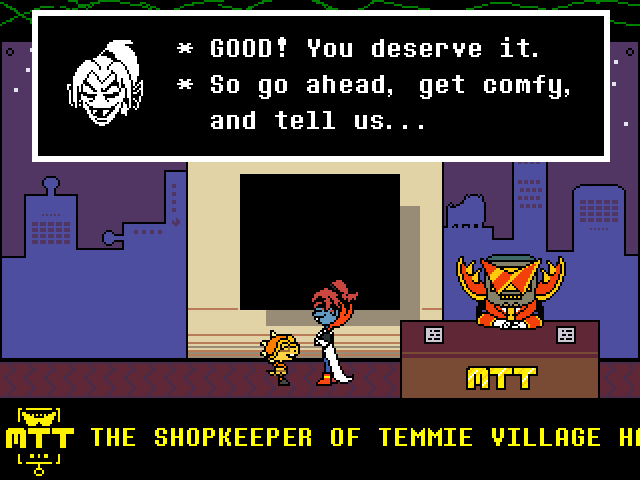 * GOOD! You deserve it.
* So go ahead, get comfy,
and tell us...
MTT
MTT THE SHOPKEEPER OF TEMMIE VILLAGE HA